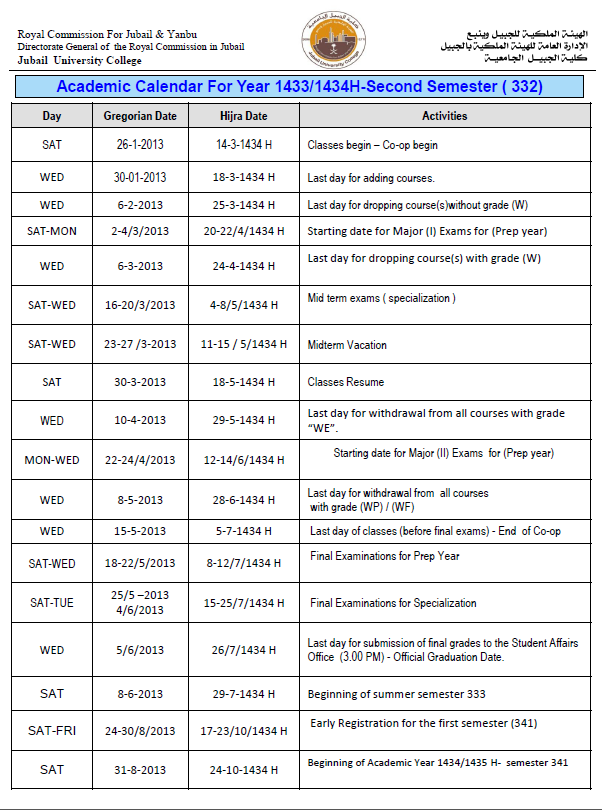 Royal Commission For Jubail & Yanbu
Directorate General of the Royal Commission in Jubail
Jubail University College
الهيئة الملكية للجبيل وينبع
الإدارة العامة للهيئة الملكية بالجبيل
كلية الجبيل الجامعية
Academic Calendar For Year 1433/1434H-Second Semester ( 332)
Day Gregorian Date Hijra Date Activities
SAT 26-1-2013 14-3-1434 H Classes begin – Co-op begin
WED 30-01-2013 18-3-1434 H Last day for adding courses.
WED 6-2-2013 25-3-1434 H Last day for dropping course(s)without grade (W)
SAT-MON 2-4/3/2013 20-22/4/1434 H Starting date for Major (I) Exams for (Prep year)
WED 6-3-2013 24-4-1434 H Last day for dropping course(s) with grade (W)
SAT-WED 16-20/3/2013 4-8/5/1434 H Mid term exams ( specialization )
SAT-WED 23-27 /3-2013 11-15 / 5/1434 H Midterm Vacation
SAT 30-3-2013 18-5-1434 H Classes Resume
WED 10-4-2013 29-5-1434 H Last day for withdrawal from all courses with grade
“WE”.
MON-WED 22-24/4/2013 12-14/6/1434 H Starting date for Major (II) Exams for (Prep year)
WED 8-5-2013 28-6-1434 H Last day for withdrawal from all courses
with grade (WP) / (WF)
WED 15-5-2013 5-7-1434 H Last day of classes (before final exams) - End of Co-op
SAT-WED 18-22/5/2013 8-12/7/1434 H Final Examinations for Prep Year
SAT-TUE 25/5 –2013 15-25/7/1434 H Final Examinations for Specialization
4/6/2013
WED 5/6/2013 26/7/1434 H Last day for submission of final grades to the Student Affairs
Office (3.00 PM) - Official Graduation Date.
SAT 8-6-2013 29-7-1434 H Beginning of summer semester 333
SAT-FRI 24-30/8/2013 17-23/10/1434 H Early Registration for the first semester (341)
SAT 31-8-2013 24-10-1434 H Beginning of Academic Year 1434/1435 H- semester 341